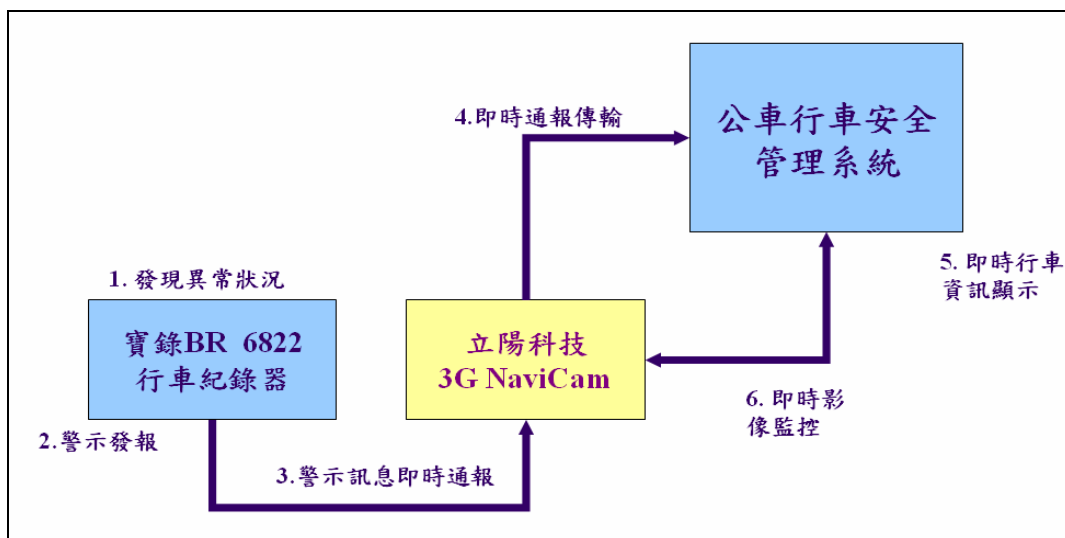 4.即時通報傳輸
公車行車安全
管理系統
1. 發現異常狀況
5. 即時行車
資訊顯示
寶錄BR 6822
行車紀錄器
立陽科技
3G NaviCam
6. 即時影
像監控
2.警示發報
3.警示訊息即時通報